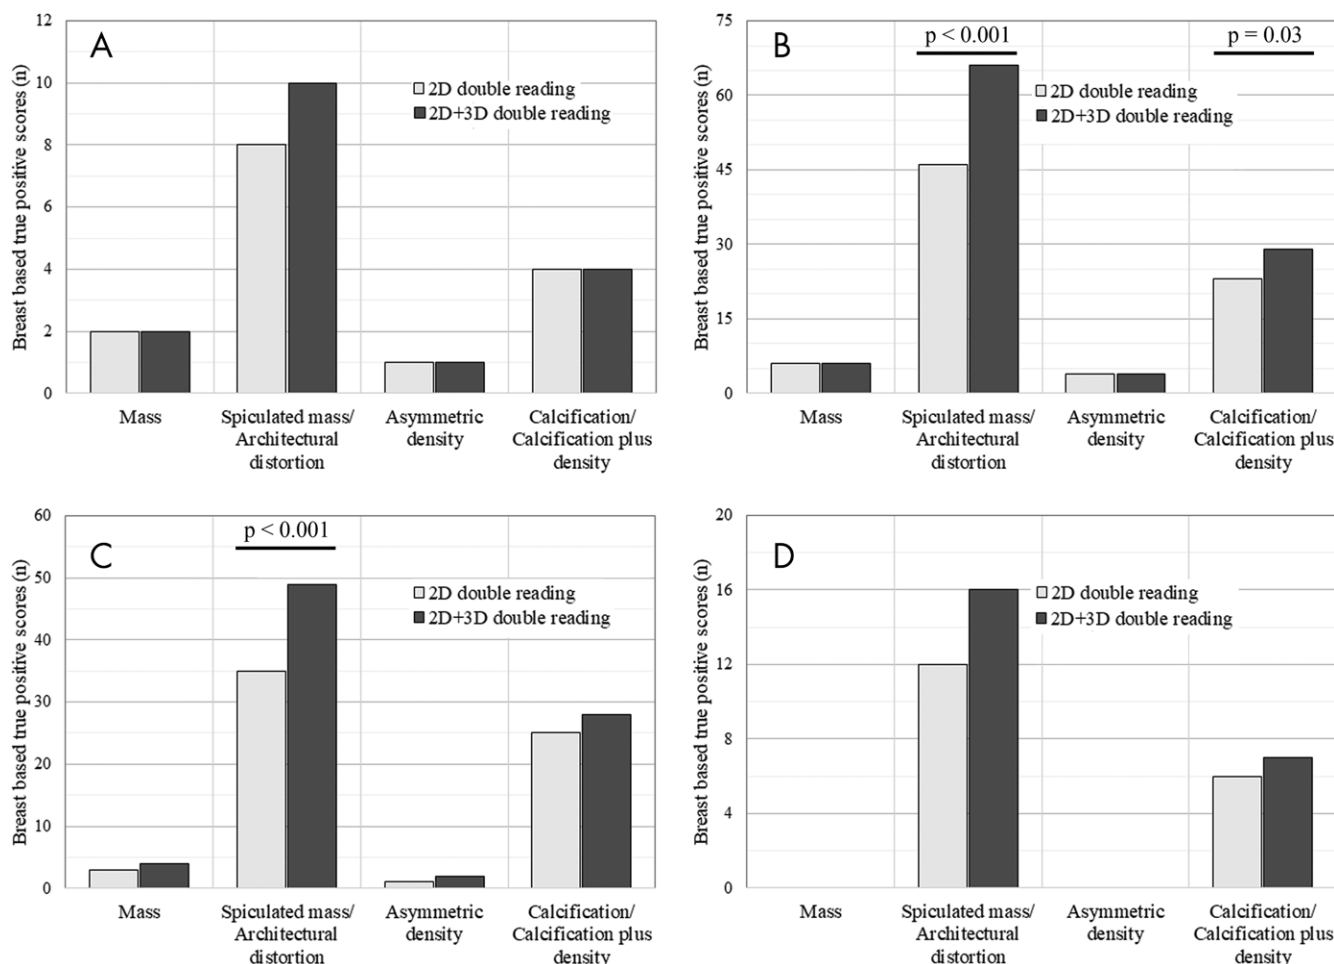 A
Breast based true positive scores (n)
12
10
8
6
4
2
0
2D double reading
2D+3D double reading
Mass
Spiculated mass/
Architectural
distortion
Asymmetric
density
Calcification/
Calcification plus
density
B
Breast based true positive scores (n)
75
60
45
30
15
0
p < 0.001
p = 0.03
2D double reading
2D+3D double reading
Mass
Spiculated mass/
Architectural
distortion
Asymmetric
density
Calcification/
Calcification plus
density
C
Breast based true positive scores (n)
60
50
40
30
20
10
0
p < 0.001
2D double reading
2D+3D double reading
Mass
Spiculated mass/
Architectural
distortion
Asymmetric
density
Calcification/
Calcification plus
density
D
Breast based true positive scores (n)
20
16
12
8
4
0
2D double reading
2D+3D double reading
Mass
Spiculated mass/
Architectural
distortion
Asymmetric
density
Calcification/
Calcification plus
density